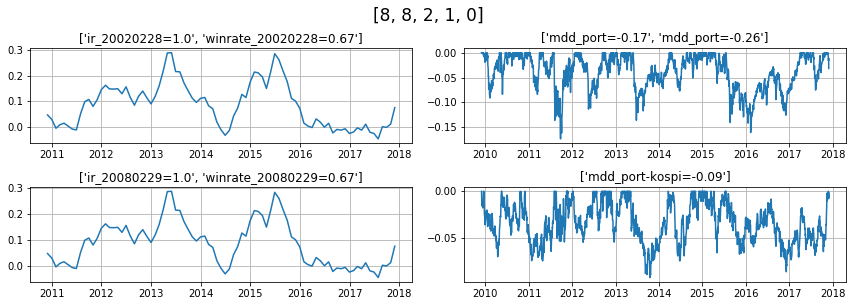 [8, 8, 2, 1, 0]
['ir_20020228=1.0', 'winrate_20020228=0.67']
0.3
0.2
0.1
0.0
2011 2012 2013 2014 2015 2016 2017 2018
['mdd_port=-0.17', 'mdd_port=-0.26']
0.00
−0.05
−0.10
−0.15
2010 2011 2012 2013 2014 2015 2016 2017 2018
['ir_20080229=1.0', 'winrate_20080229=0.67']
0.3
0.2
0.1
0.0
2011 2012 2013 2014 2015 2016 2017 2018
['mdd_port-kospi=-0.09']
0.00
−0.05
2010 2011 2012 2013 2014 2015 2016 2017 2018